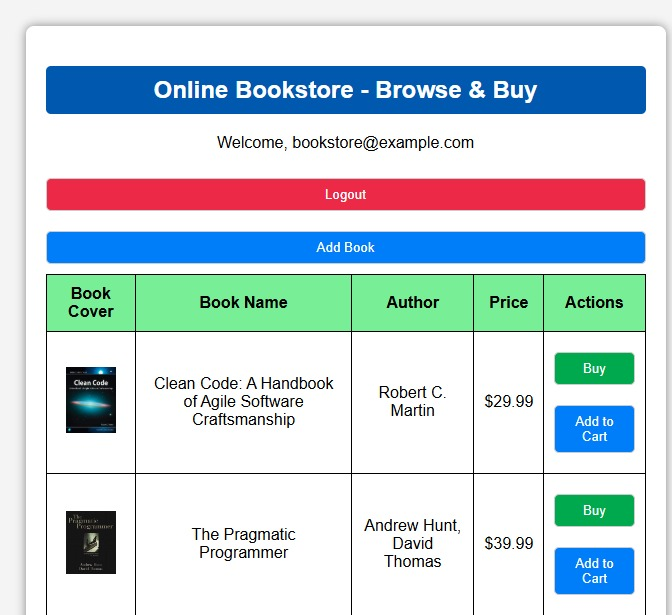 Online Bookstore - Browse & Buy
Welcome, bookstore@example.com
Logout
Add Book
Book
Cover
Book Name
Author
Price
Actions
Clean Code
Clean Code: A Handbook
of Agile Software
Craftsmanship
Robert C.
Martin
$29.99
Buy
Add to
Cart
The
Pragmatic
Programmer
The Pragmatic
Programmer
Andrew Hunt,
David
Thomas
$39.99
Buy
Add to
Cart